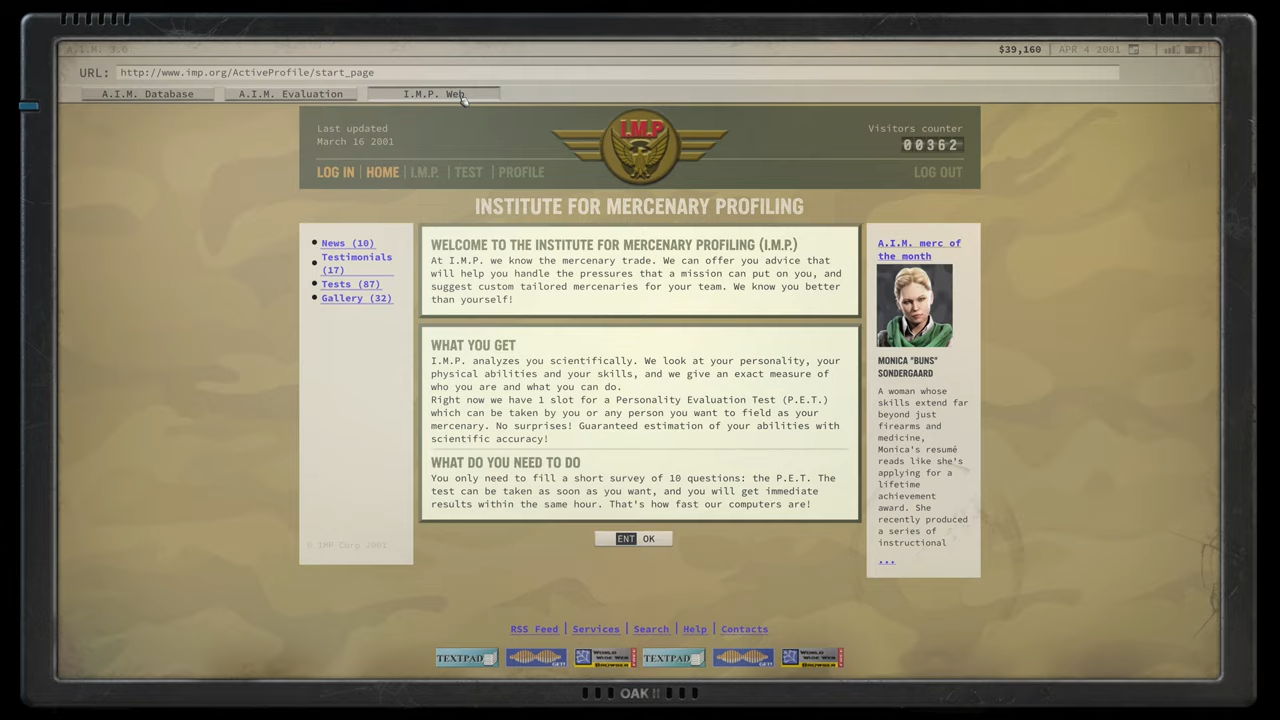 A.I.M. 3.0
$39,160 | APR 4 2001
URL: http://www.imp.org/ActiveProfile/start_page
A.I.M. Database
A.I.M. Evaluation
I.M.P. Web
Last updated
March 16 2001
I.M.P
Visitors counter
00362
LOG IN | HOME | I.M.P. | TEST | PROFILE
LOG OUT
INSTITUTE FOR MERCENARY PROFILING
News (10)
Testimonials
(17)
Tests (87)
Gallery (32)
© IMP Corp 2001
WELCOME TO THE INSTITUTE FOR MERCENARY PROFILING (I.M.P.)
At I.M.P. we know the mercenary trade. We can offer you advice that
will help you handle the pressures that a mission can put on you, and
suggest custom tailored mercenaries for your team. We know you better
than yourself!
WHAT YOU GET
I.M.P. analyzes you scientifically. We look at your personality, your
physical abilities and your skills, and we give an exact measure of
who you are and what you can do.
Right now we have 1 slot for a Personality Evaluation Test (P.E.T.)
which can be taken by you or any person you want to field as your
mercenary. No surprises! Guaranteed estimation of your abilities with
scientific accuracy!
WHAT DO YOU NEED TO DO
You only need to fill a short survey of 10 questions: the P.E.T. The
test can be taken as soon as you want, and you will get immediate
results within the same hour. That's how fast our computers are!
ENT OK
A.I.M. merc of
the month
MONICA "BUNS"
SONDERGAARD
A woman whose
skills extend far
beyond just
firearms and
medicine,
Monica's resumé
reads like she's
applying for a
lifetime
achievement
award. She
recently produced
a series of
instructional
...
RSS Feed | Services | Search | Help | Contacts
TEXTPAD
GET!
WORLD
WIDE WEB
BROWSER
TEXTPAD
GET!
WORLD
WIDE WEB
BROWSER
OAK !!